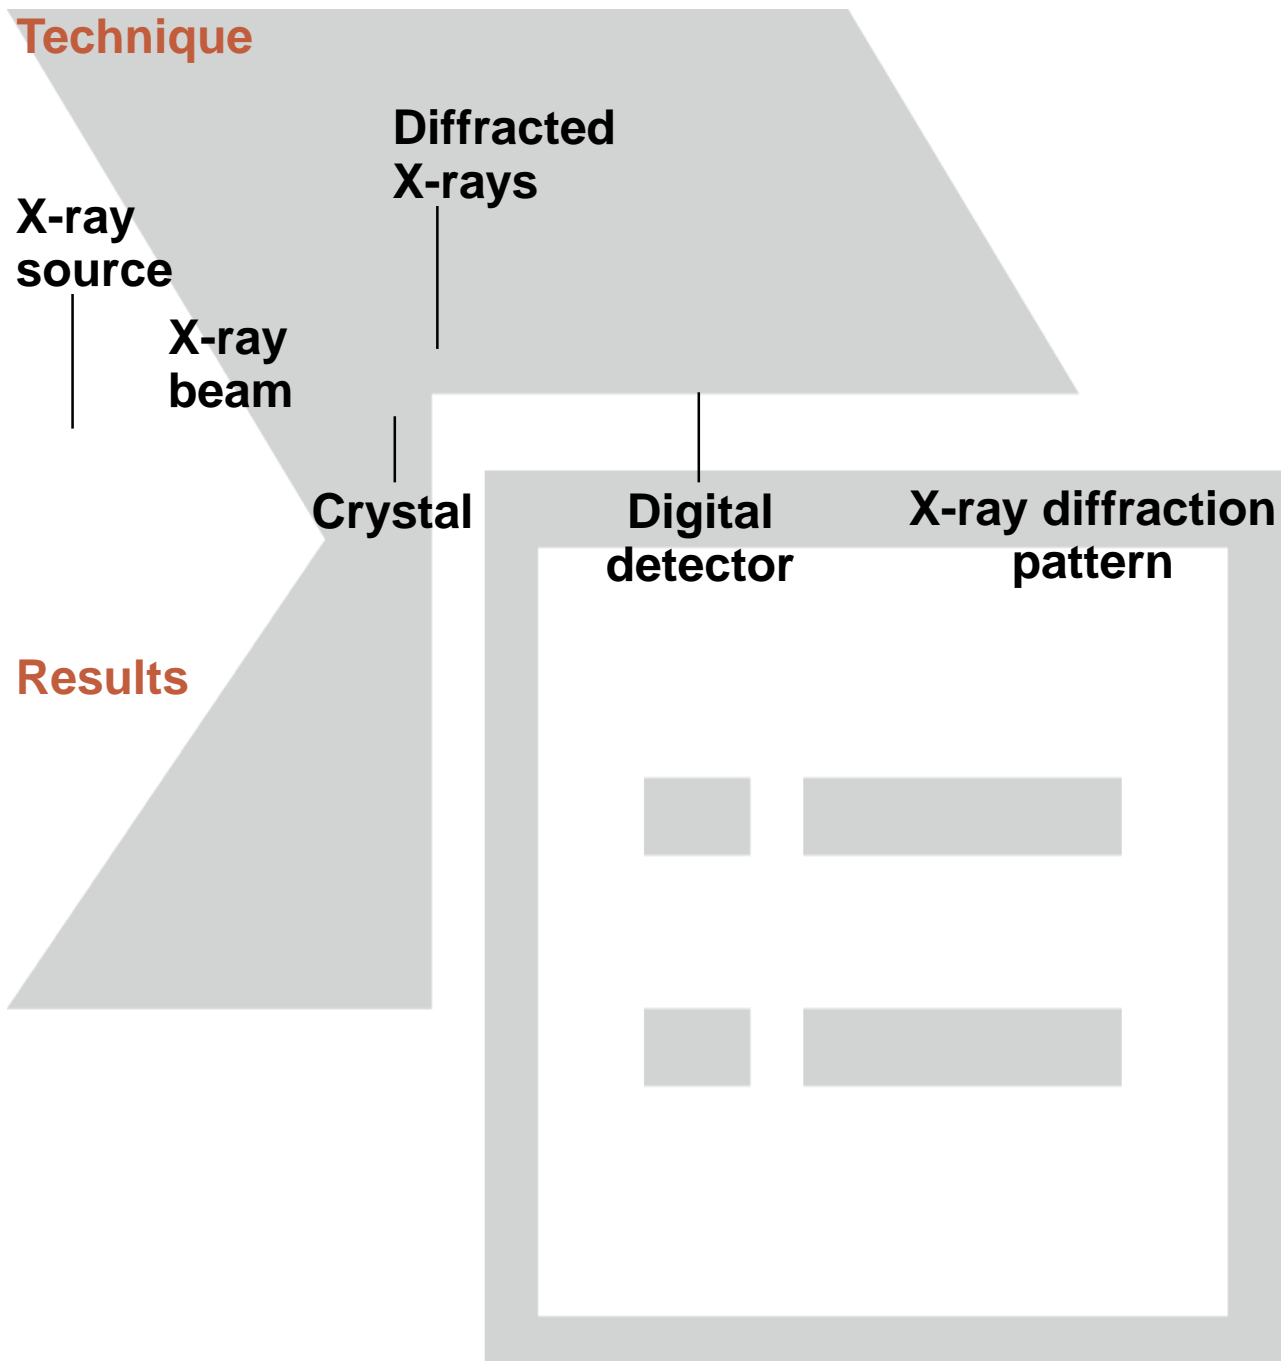 Technique
Diffracted
X-rays
X-ray
source
X-ray
beam
Crystal
Digital
detector
X-ray diffraction
pattern
Results